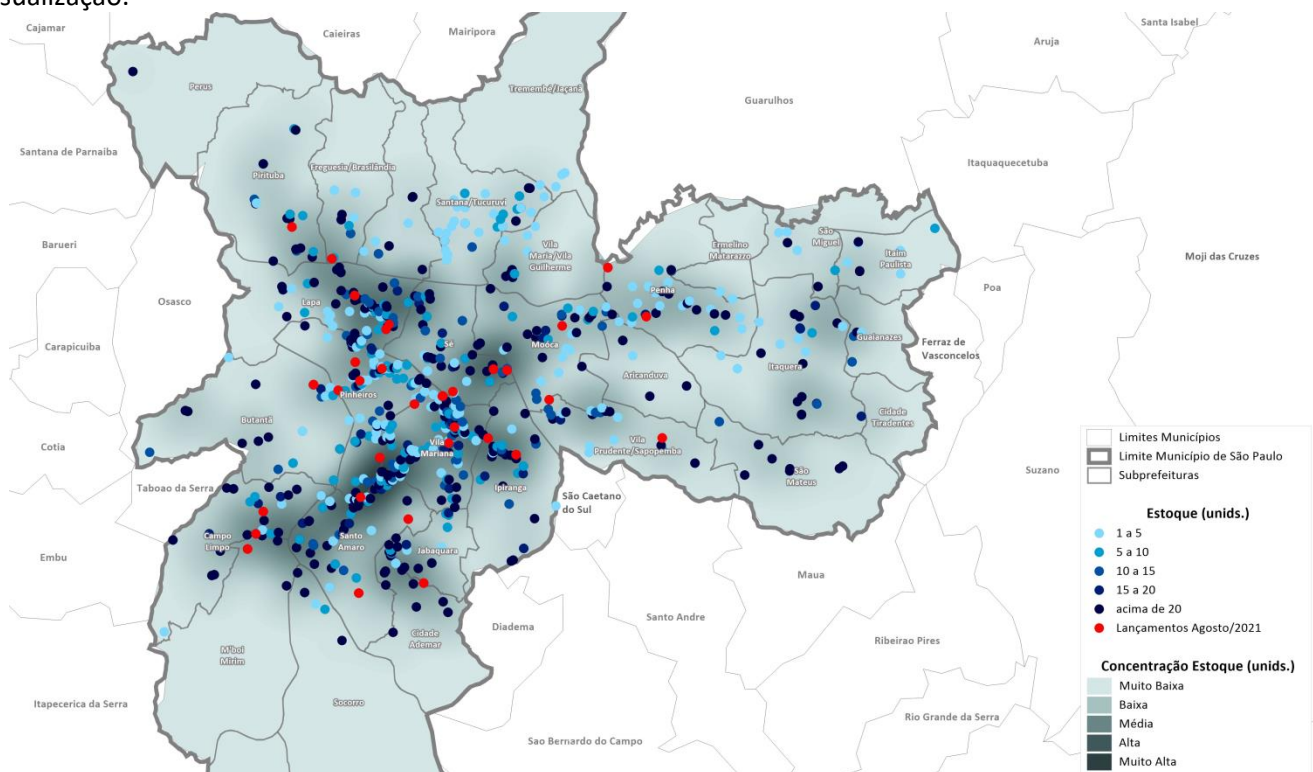 sualização.
Cajamar
Caieiras
Mairipora
Santa Isabel
Aruja
Perus
Tremembé/Jaçanã
Guarulhos
Santana de Parnaiba
Itaquaquecetuba
Freguesia/Brasilândia
Pirituba
Santana/Tucuruvi
São
Miguel
Barueri
Vila
Maria/Vila
Guilherme
Ermelino
Matarazzo
Itaim
Paulista
Moji das Cruzes
Poa
Osasco
Penha
Lapa
Carapicuiba
Sé
Moóca
Guaianazes
Ferraz de
Vasconcelos
Aricanduva
Itaquera
Pinheiros
Butantã
Cidade
Tiradentes
Cotia
Vila
Mariana
Vila
Prudente/Sapopemba
São
Mateus
Suzano
Taboao da Serra
Ipiranga
São Caetano
do Sul
Campo
Limpo
Santo
Amaro
Jabaquara
Embu
Maua
Diadema
Santo Andre
Cidade
Ademar
Ribeirao Pires
M'boi
Mirim
Itapecerica da Serra
Socorro
Rio Grande da Serra
Sao Bernardo do Campo
Limites Municípios
Limite Município de São Paulo
Subprefeituras
Estoque (unids.)
1 a 5
5 a 10
10 a 15
15 a 20
acima de 20
Lançamentos Agosto/2021
Concentração Estoque (unids.)
Muito Baixa
Baixa
Média
Alta
Muito Alta